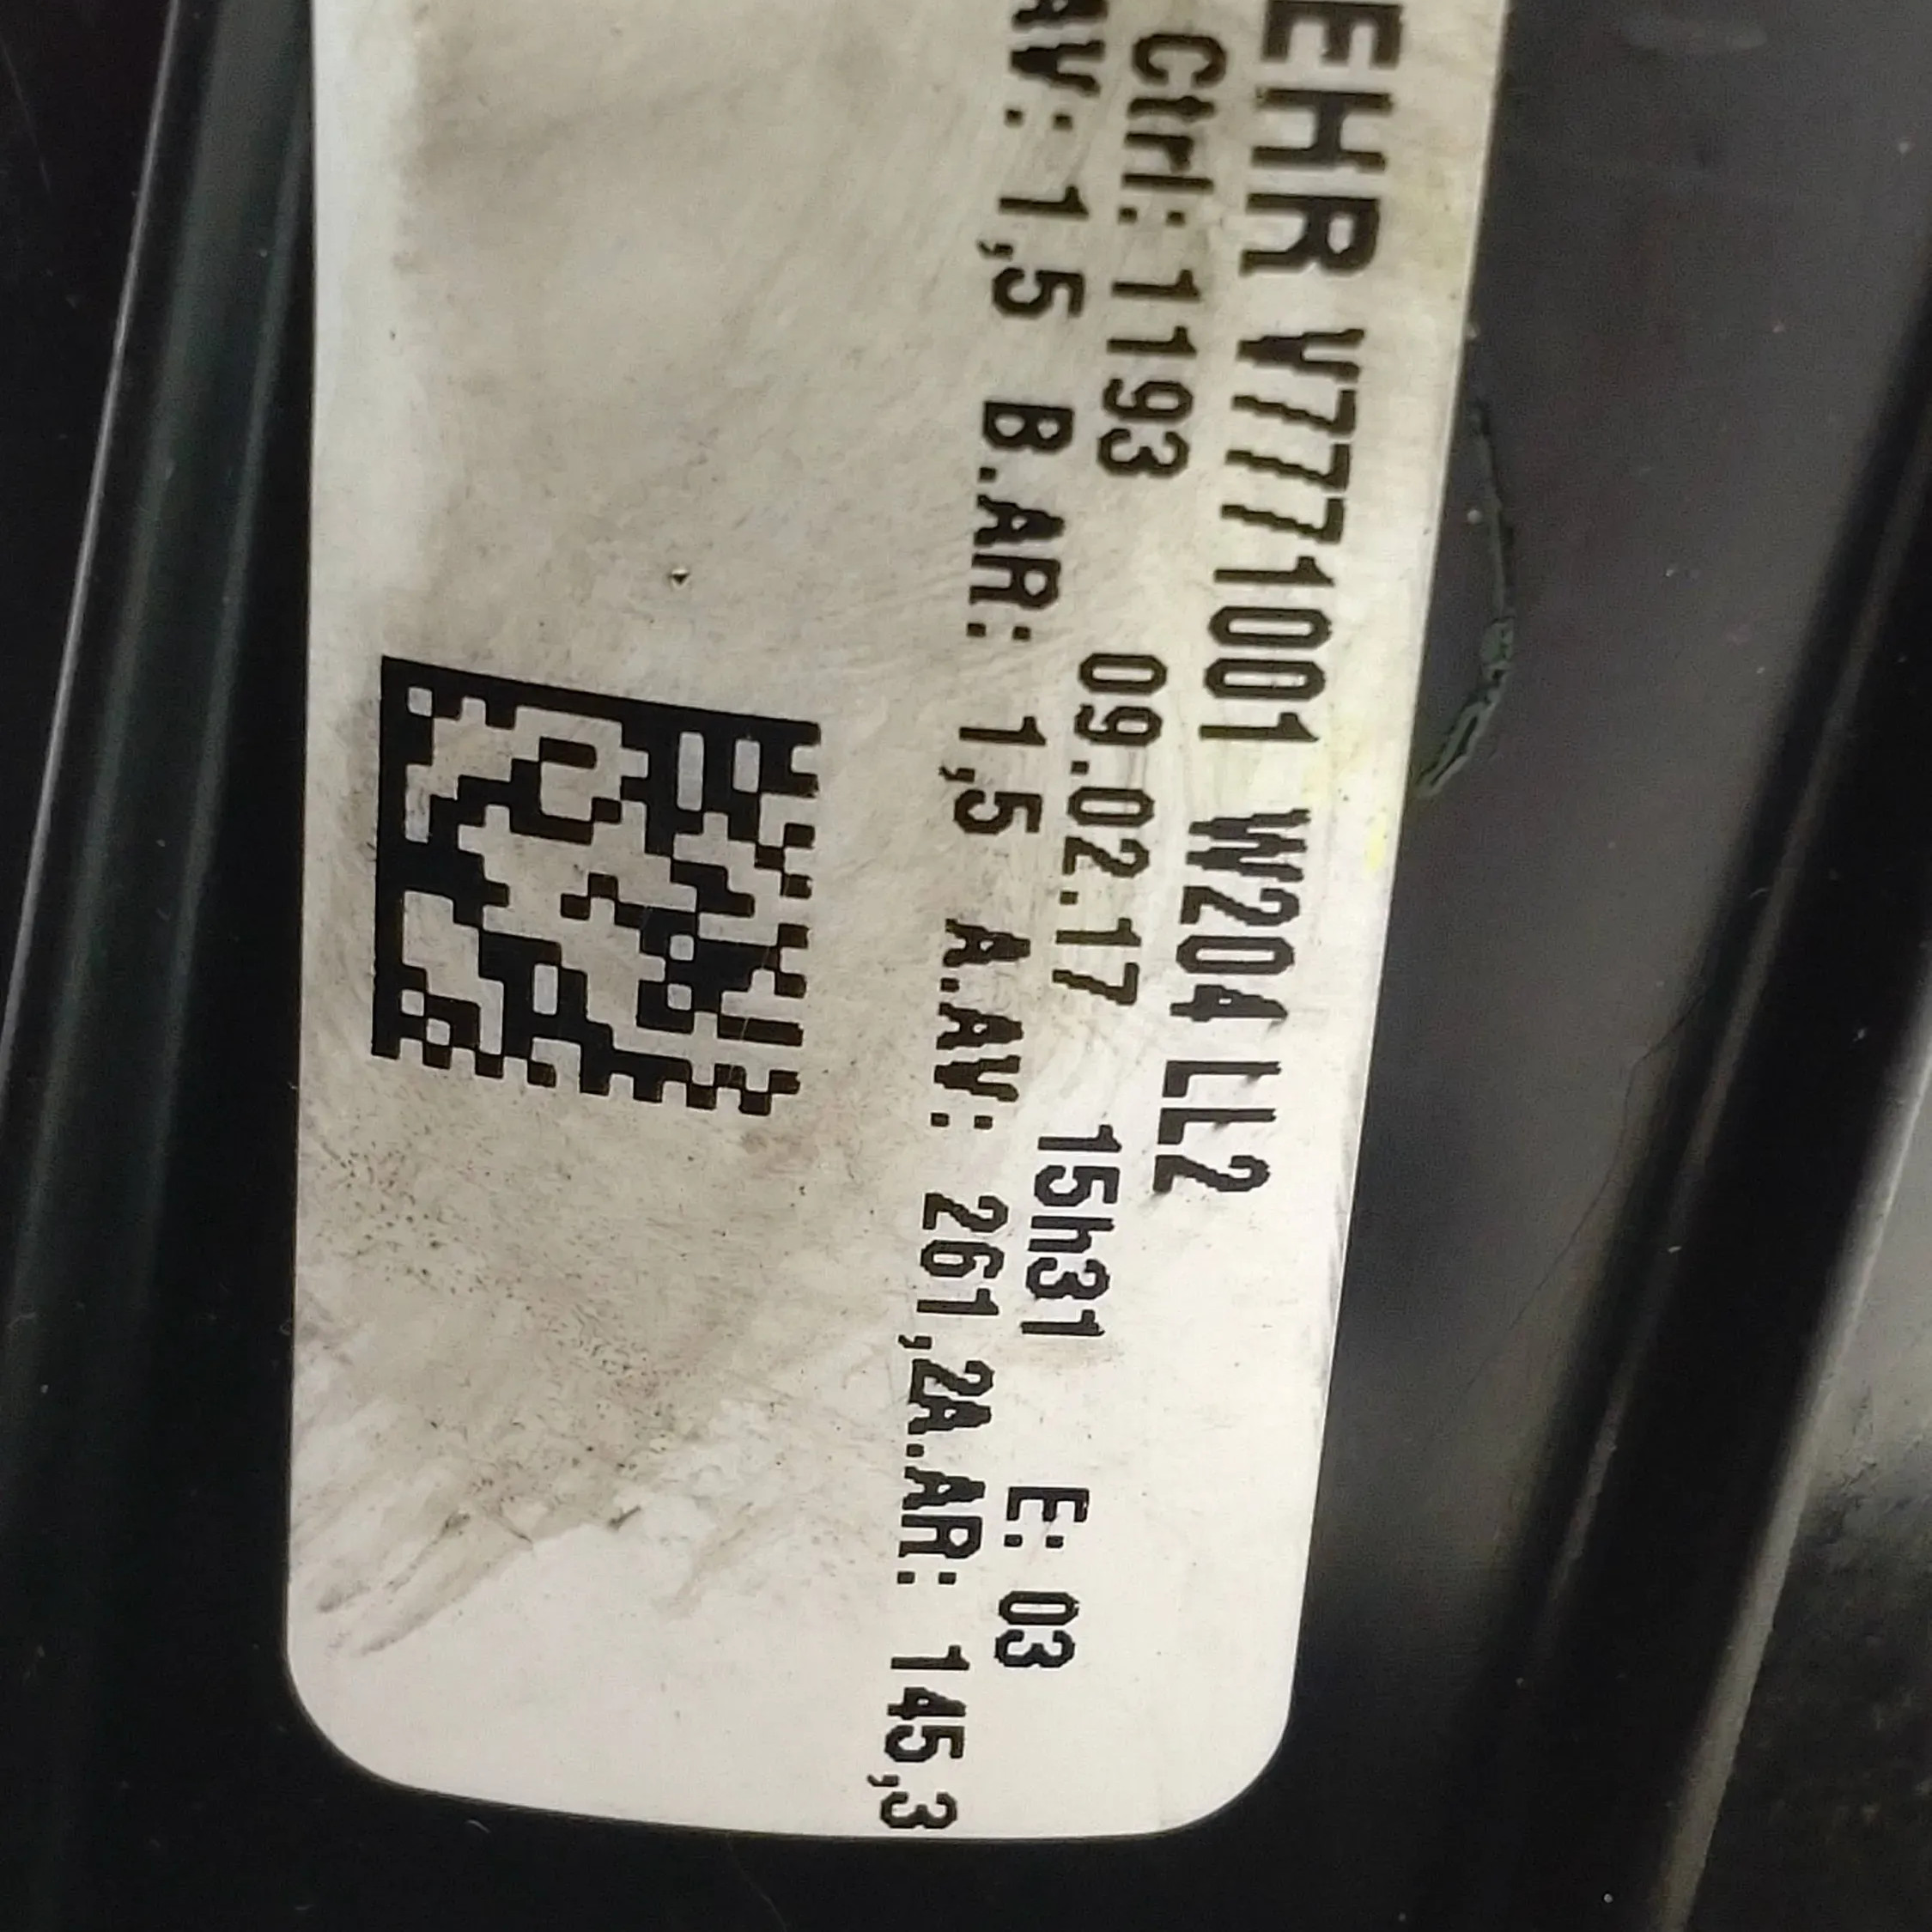 EHR V7771001 W204 LL2
Ctrl: 1193 09.02.17 15h31 E: 03
AV: 1,5 B.AR: 1,5 A.AV: 261,2A.AR: 145,3